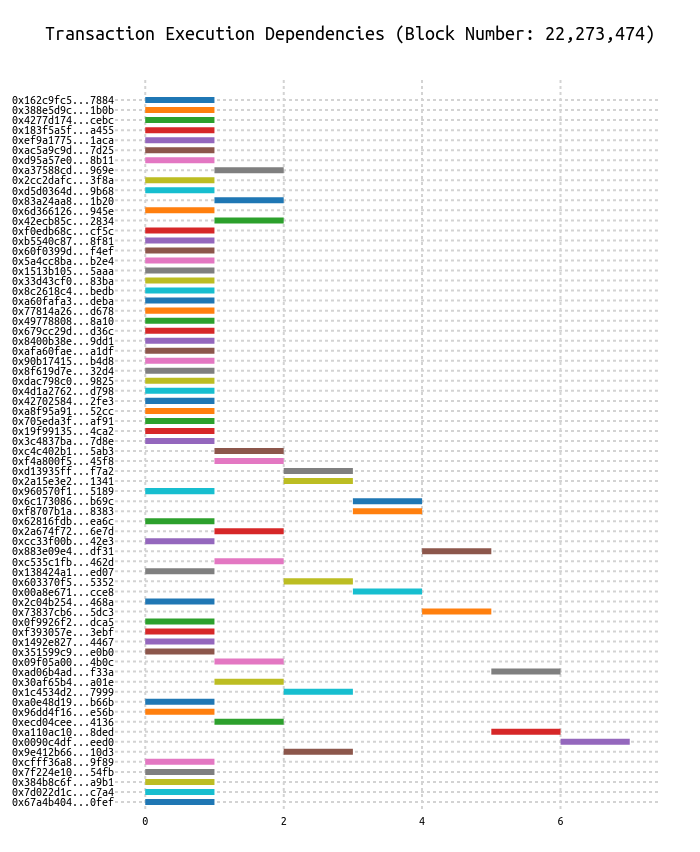 Transaction Execution Dependencies (Block Number: 22,273,474)
0x162c9fc5...7884
0x388e5d9c...1b0b
0x4277d174...cebc
0x183f5a5f...a455
0xef9a1775...1aca
0xac5a9c9d...7d25
0xd95a57e0...8b11
0xa37588cd...969e
0x2cc2dafc...3f8a
0xd5d0364d...9b68
0x83a24aa8...1b20
0x6d366126...945e
0x42ecb85c...2834
0xf0edb68c...cf5c
0xb5540c87...8f81
0x60f0399d...f4ef
0x5a4cc8ba...b2e4
0x1513b105...5aaa
0x33d43cf0...83ba
0x8c2618c4...bedb
0xa60fafa3...deba
0x77814a26...d678
0x49778808...8a10
0x679cc29d...d36c
0x8400b38e...9dd1
0xafa60fae...a1df
0x90b17415...b4d8
0x8f619d7e...32d4
0xdac798c0...9825
0x4d1a2762...d798
0x42702584...2fe3
0xa8f95a91...52cc
0x705eda3f...af91
0x19f99135...4ca2
0x3c4837ba...7d8e
0xc4c402b1...5ab3
0xf4a800f5...45f8
0xd13935ff...f7a2
0x2a15e3e2...1341
0x960570f1...5189
0x6c173086...b69c
0xf8707b1a...8383
0x62816fdb...ea6c
0x2a674f72...6e7d
0xcc33f00b...42e3
0x883e09e4...df31
0xc535c1fb...462d
0x138424a1...ed07
0x603370f5...5352
0x00a8e671...cce8
0x2c04b254...468a
0x73837cb6...5dc3
0x0f9926f2...dca5
0xf393057e...3ebf
0x1492e827...4467
0x351599c9...e0b0
0x09f05a00...4b0c
0xad06b4ad...f33a
0x30af65b4...a01e
0x1c4534d2...7999
0xa0e48d19...b66b
0x96dd4f16...e56b
0xecd04cee...4136
0xa110ac10...8ded
0x0090c4df...eed0
0x9e412b66...10d3
0xcfff36a8...9f89
0x7f224e10...54fb
0x384b8c6f...a9b1
0x7d022d1c...c7a4
0x67a4b404...0fef
0 2 4 6